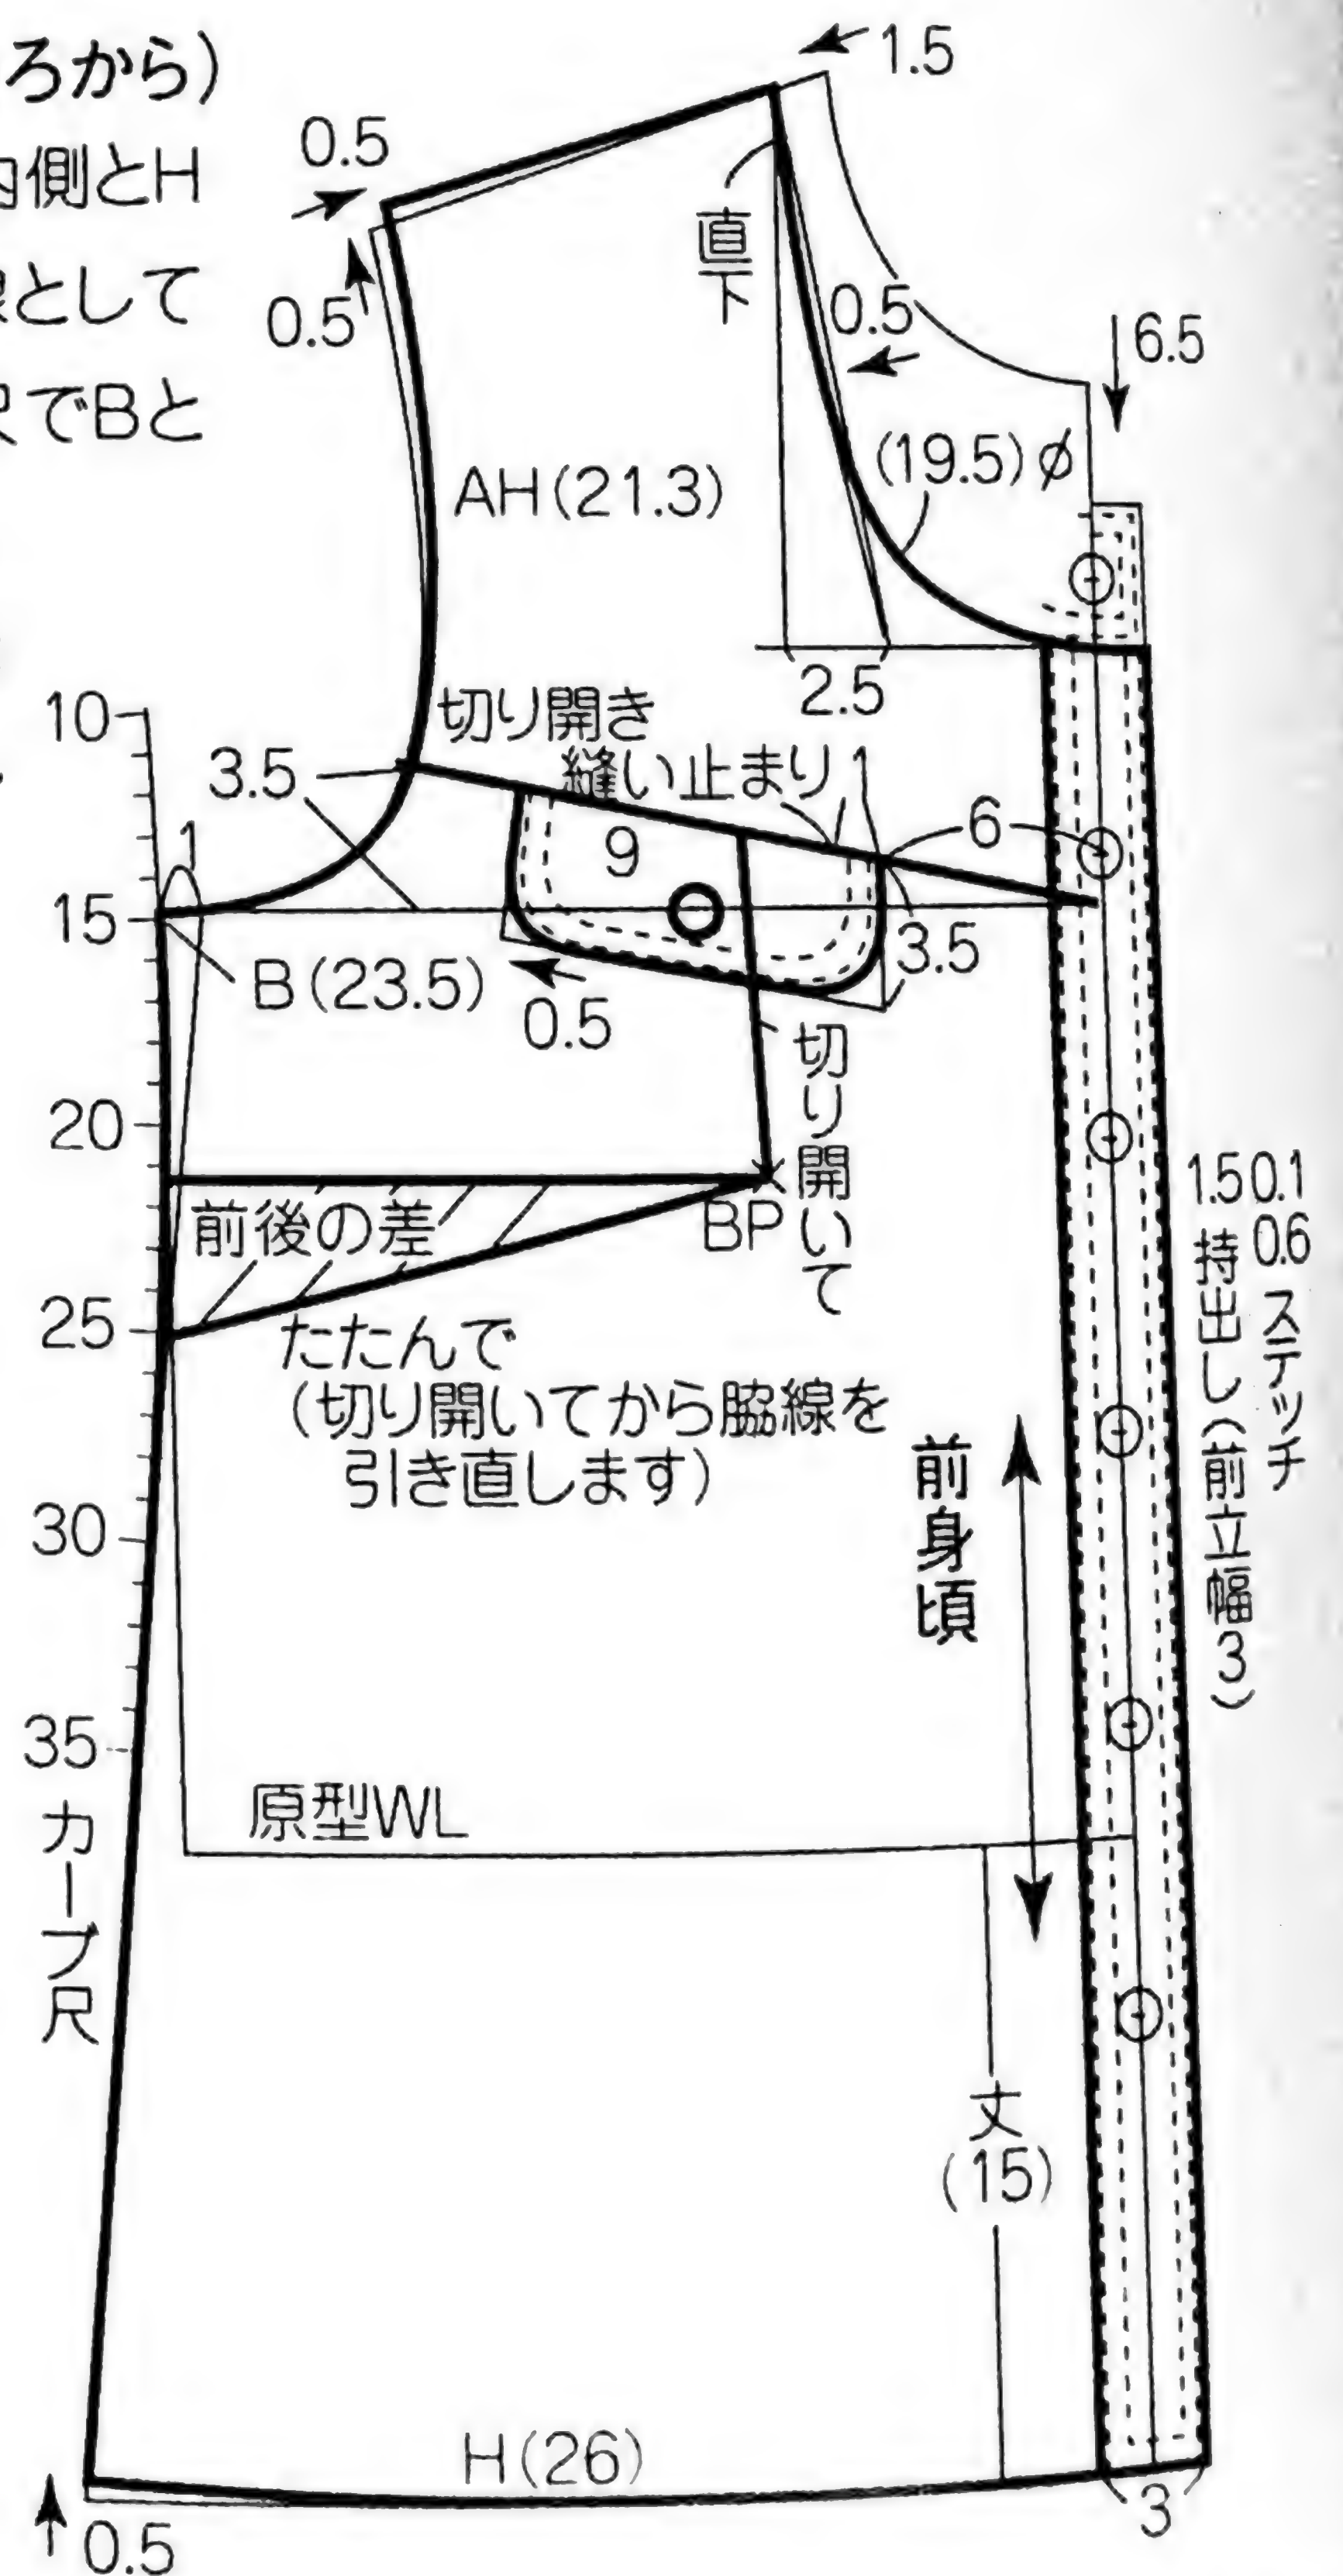 ろから)
内側とH
線として
尺でBと
1.5
0.5
0.5
直下
0.5
6.5
(19.5)φ
AH(21.3)
2.5
切り開き
縫い止まり
1
3.5
6
9
10
1
15
B(23.5)
3.5
0.5
切り開いて
20
前後の差
BP
25
たたんで
(切り開いてから脇線を
引き直します)
30
35
カーブ尺
前身頃
1.5持出し(前立幅3)
0.1
0.6
ステッチ
原型WL
丈
(15)
H(26)
3
0.5